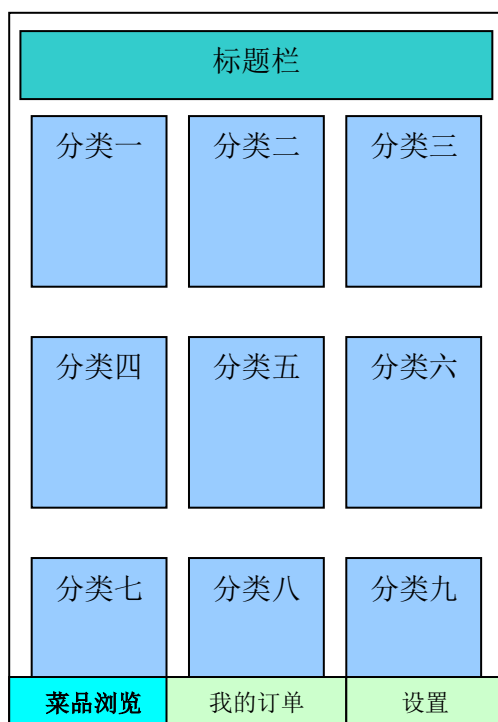 标题栏
分类一 分类二 分类三
分类四 分类五 分类六
分类七 分类八 分类九
菜品浏览 我的订单 设置